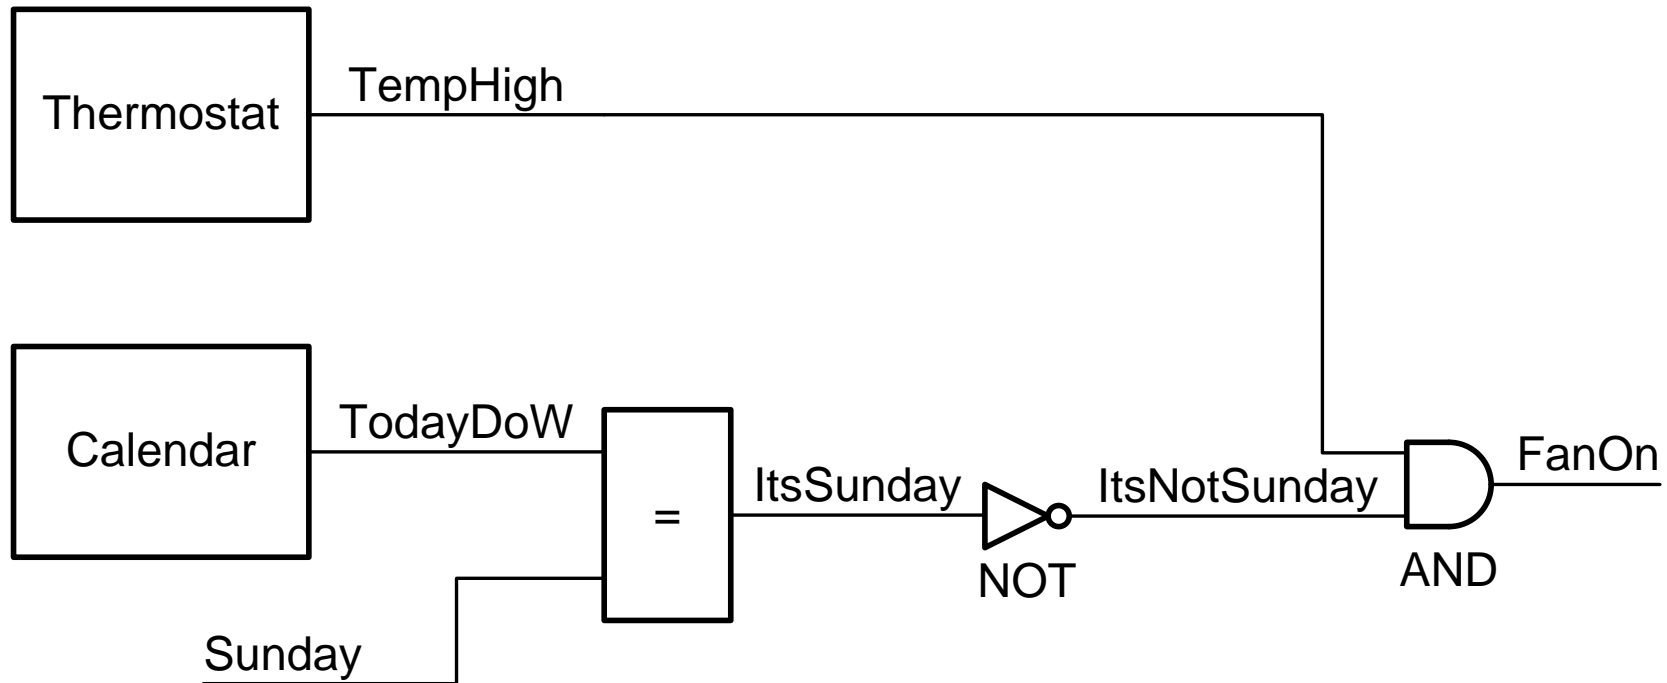 TempHigh
Thermostat
TodayDoW
Calendar
FanOn
ItsSunday
ItsNotSunday
=
NOT
AND
Sunday